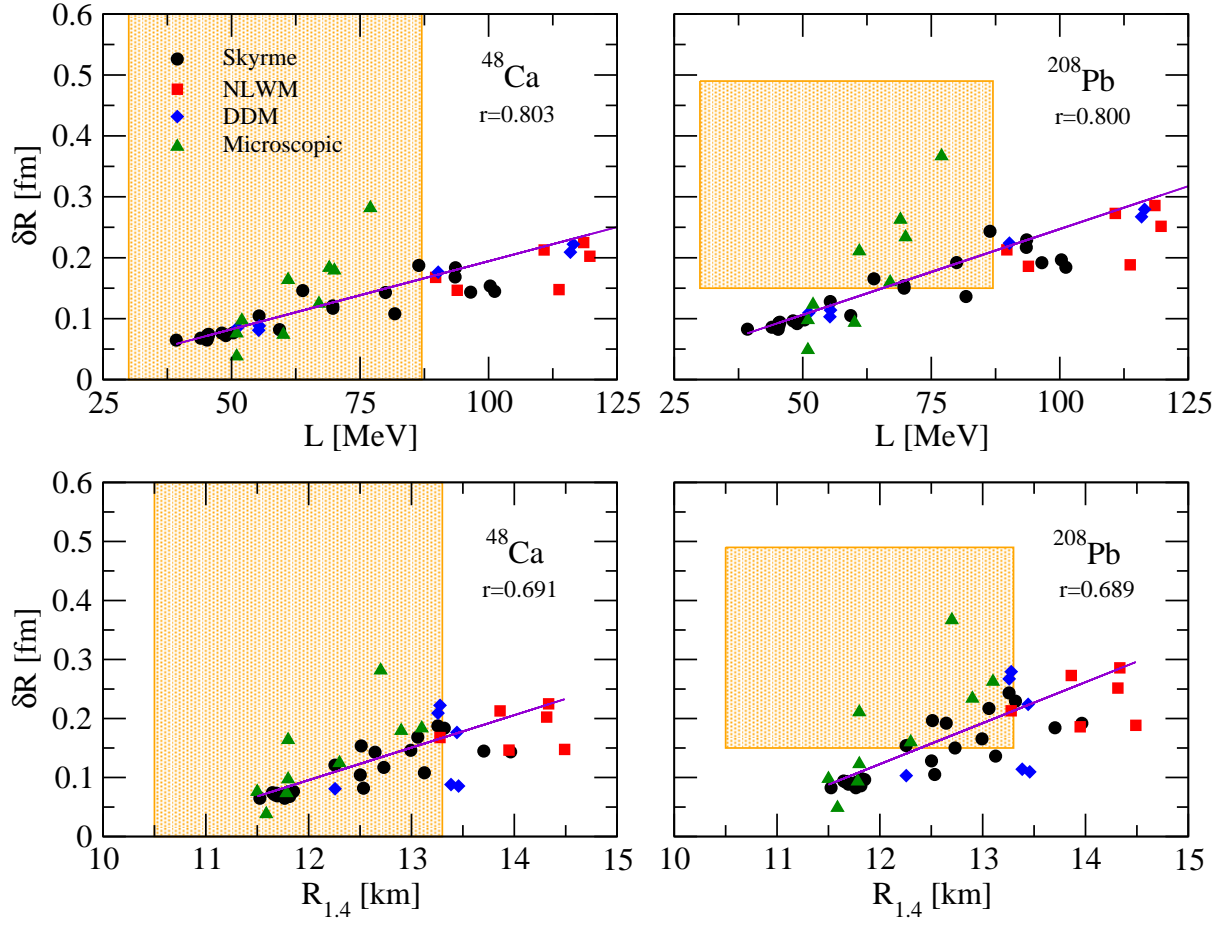 0.6
0.5
0.4
0.3
0.2
0.1
0
δR [fm]
Skyrme
NLWM
DDM
Microscopic
48Ca
r=0.803
25 50 75 100 125
L [MeV]
208Pb
r=0.800
25 50 75 100 125
L [MeV]
0.6
0.5
0.4
0.3
0.2
0.1
0
δR [fm]
48Ca
r=0.691
10 11 12 13 14 15
R1.4 [km]
208Pb
r=0.689
10 11 12 13 14 15
R1.4 [km]